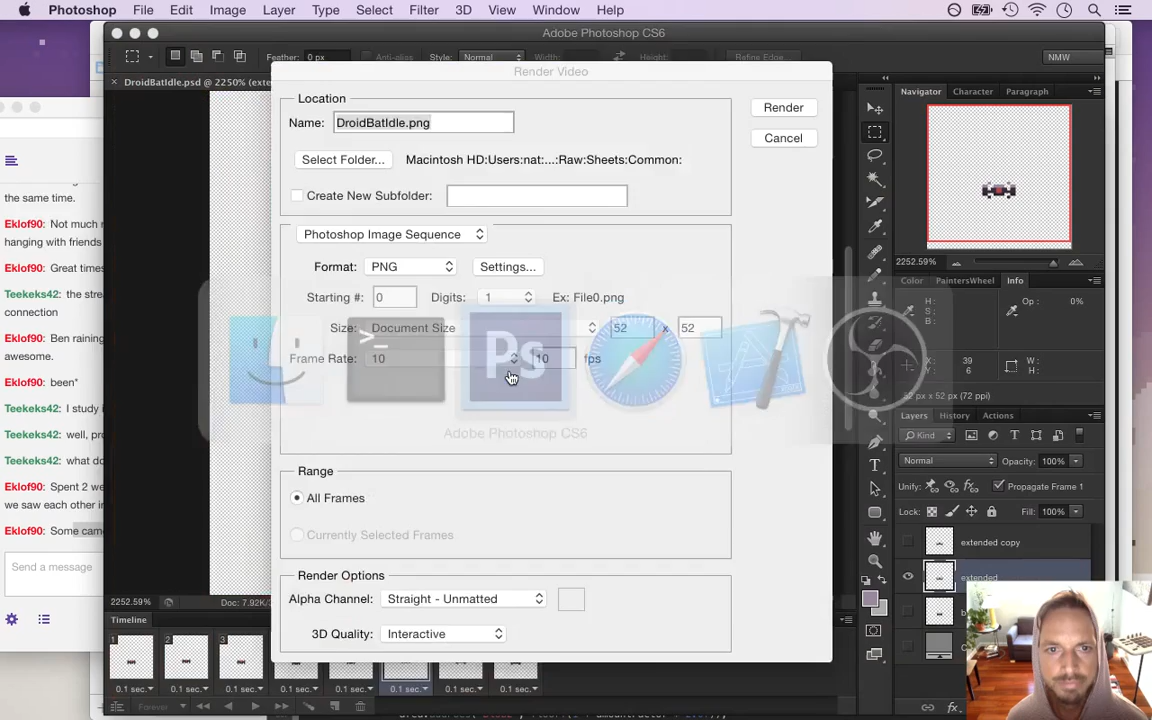 Photoshop File Edit Image Layer Type Select Filter 3D View Window Help
Adobe Photoshop CS6
Feather: 0 px Anti-alias Style: Normal Width: Height: Refine Edge... NMW
Render Video
DroidBatIdle.psd @ 2250% (exte
Navigator Character Paragraph
Location
Name: DroidBatIdle.png
Render
Cancel
Select Folder... Macintosh HD:Users:nat:...:Raw:Sheets:Common:
Create New Subfolder:
Photoshop Image Sequence
Format: PNG Settings...
Starting #: 0 Digits: 1 Ex: File0.png
Size: Document Size 52 x 52
Frame Rate: 10 10 fps
Ps
Adobe Photoshop CS6
Range
All Frames
Currently Selected Frames
Render Options
Alpha Channel: Straight - Unmatted
3D Quality: Interactive
the same time.
Eklof90: Not much
hanging with friends
Eklof90: Great times
Teekeks42: the stre
connection
Eklof90: Ben raining
awesome.
Eklof90: been*
Teekeks42: I study i
Teekeks42: well, pro
Teekeks42: what do
Eklof90: Spent 2 we
we saw each other in
Eklof90: Some came
Send a message
2252.59%
Color PaintersWheel Info
H: Op: 0%
S:
B:
X: 39 W:
Y: 6 H:
52 px x 52 px (72 ppi)
Layers History Actions
Kind
Normal Opacity: 100%
Unify: Propagate Frame 1
Lock: Fill: 100%
extended copy
extended
2252.59% Doc: 7.92K/
Timeline
1 2 3
0.1 sec. 0.1 sec. 0.1 sec. 0.1 sec. 0.1 sec. 0.1 sec. 0.1 sec. 0.1 sec.
Forever